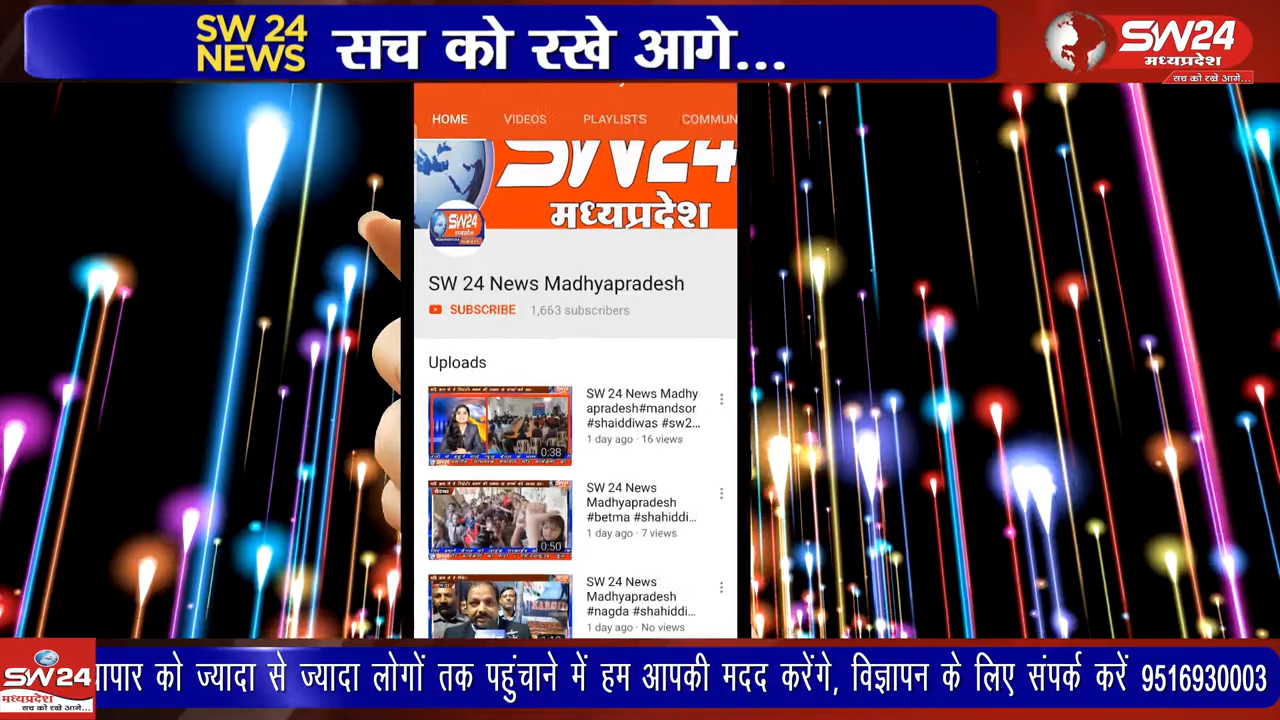 SW 24
NEWS
सच को रखे आगे...
SW24
मध्यप्रदेश
सच को रखे आगे...
HOME VIDEOS PLAYLISTS COMMUN
SW24
मध्यप्रदेश
SW24
SW 24 News Madhyapradesh
SUBSCRIBE 1,663 subscribers
Uploads
SW 24 News Madhy
apradesh#mandsor
#shaiddiwas #sw2...
1 day ago · 16 views
0:38
SW 24 News
Madhyapradesh
#betma #shahiddi...
1 day ago · 7 views
0:50
SW 24 News
Madhyapradesh
#nagda #shahiddi...
1 day ago · No views
SW24
मध्यप्रदेश
सच को रखे आगे...
यापार को ज्यादा से ज्यादा लोगों तक पहुंचाने में हम आपकी मदद करेंगे, विज्ञापन के लिए संपर्क करें 9516930003